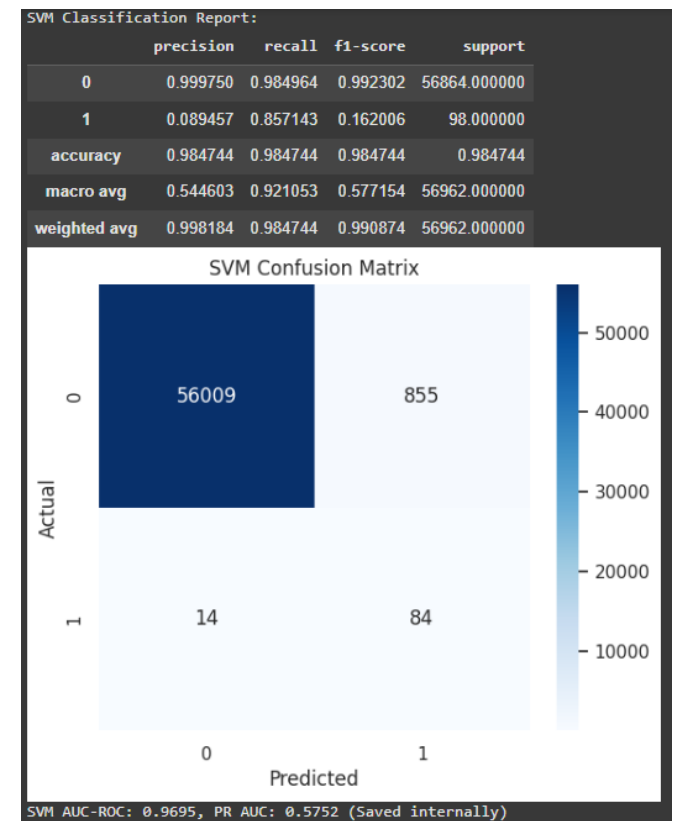 SVM Classification Report:
precision recall f1-score support
0 0.999750 0.984964 0.992302 56864.000000
1 0.089457 0.857143 0.162006 98.000000
accuracy 0.984744 0.984744 0.984744 0.984744
macro avg 0.544603 0.921053 0.577154 56962.000000
weighted avg 0.998184 0.984744 0.990874 56962.000000
SVM Confusion Matrix
56009 855
14 84
0
1
Actual
0 1
Predicted
50000
40000
30000
20000
10000
SVM AUC-ROC: 0.9695, PR AUC: 0.5752 (Saved internally)